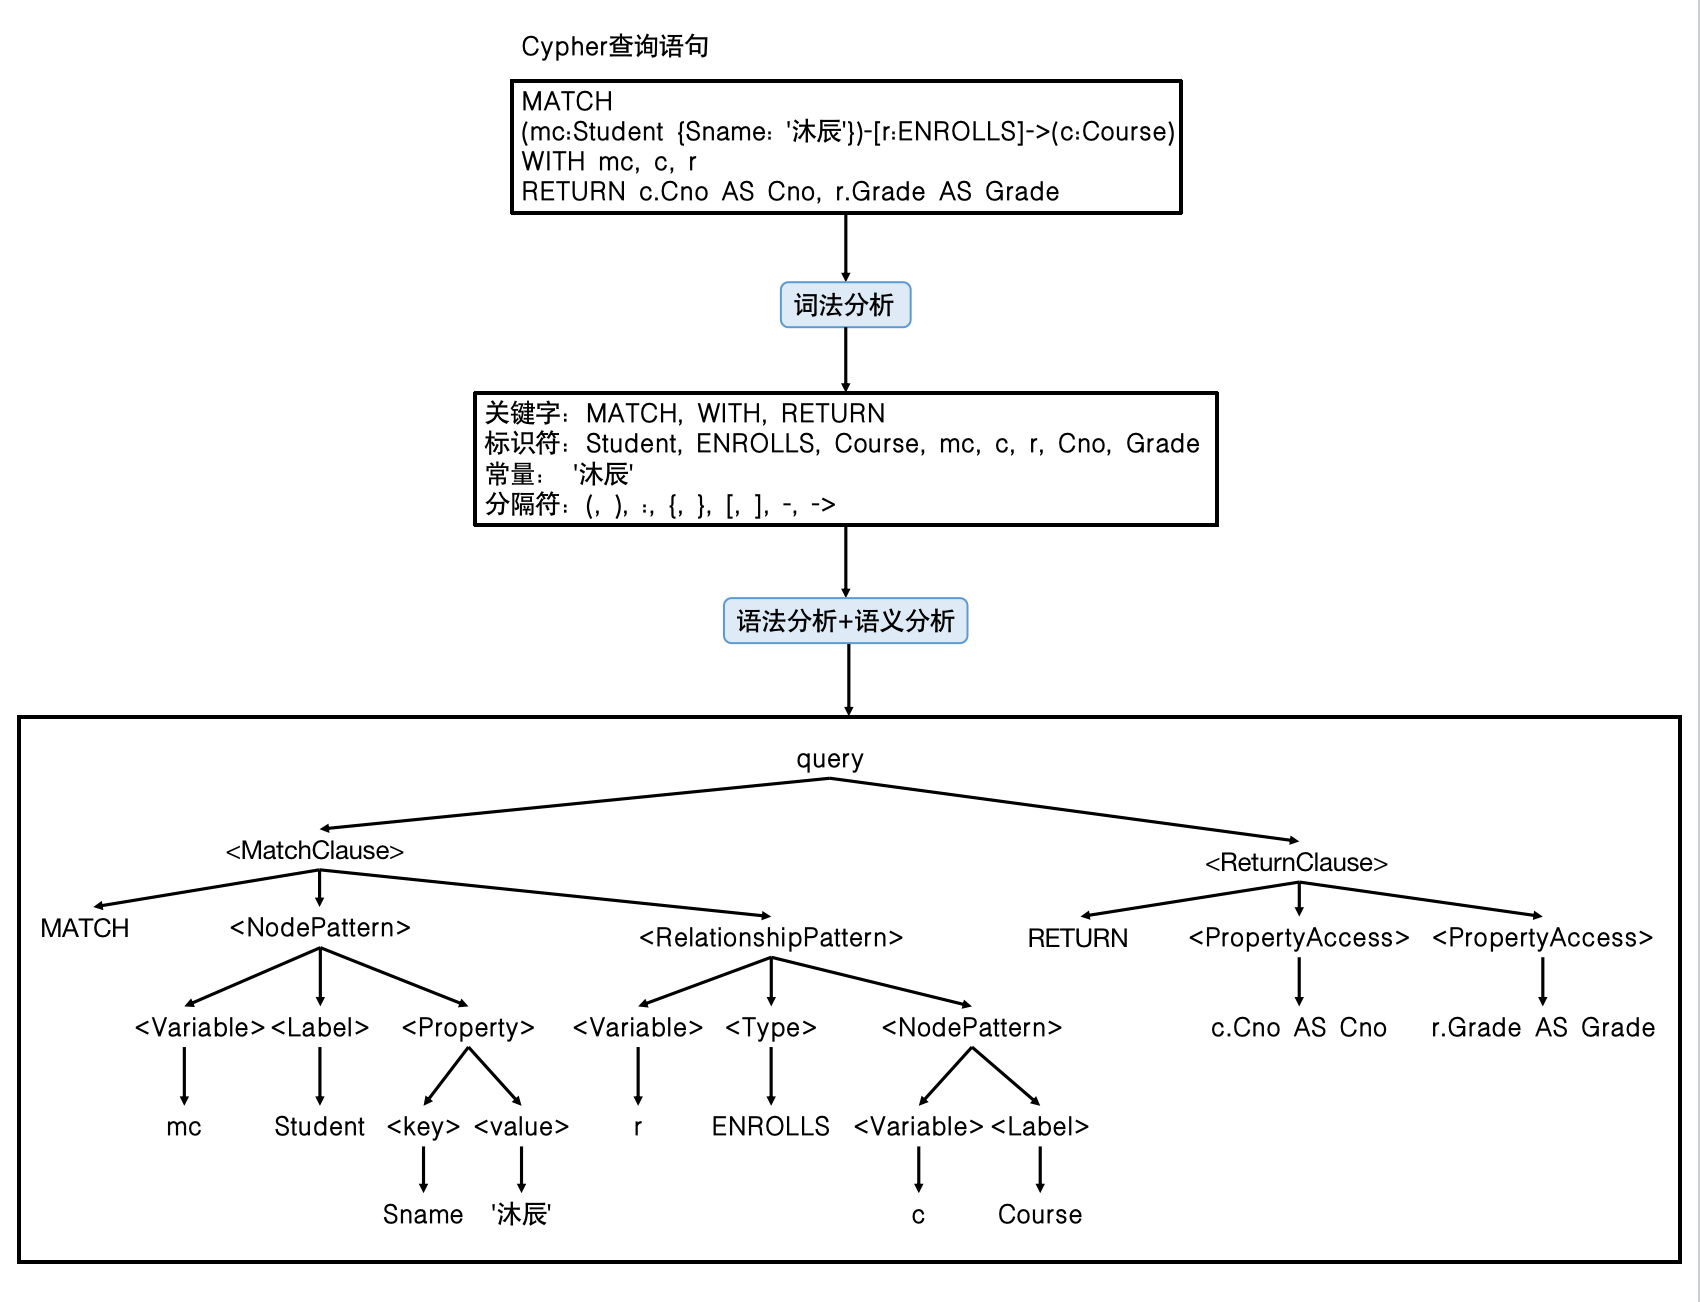 Cypher查询语句
MATCH
(mc:Student {Sname: '沐辰'})-[r:ENROLLS]->(c:Course)
WITH mc, c, r
RETURN c.Cno AS Cno, r.Grade AS Grade
词法分析
关键字: MATCH, WITH, RETURN
标识符: Student, ENROLLS, Course, mc, c, r, Cno, Grade
常量: '沐辰'
分隔符: (, ), :, {, }, [, ], -, ->
语法分析+语义分析
query
<MatchClause> <ReturnClause>
MATCH <NodePattern> <RelationshipPattern> RETURN <PropertyAccess> <PropertyAccess>
<Variable> <Label> <Property> <Variable> <Type> <NodePattern> c.Cno AS Cno r.Grade AS Grade
mc Student <key> <value> r ENROLLS <Variable> <Label>
Sname '沐辰' c Course